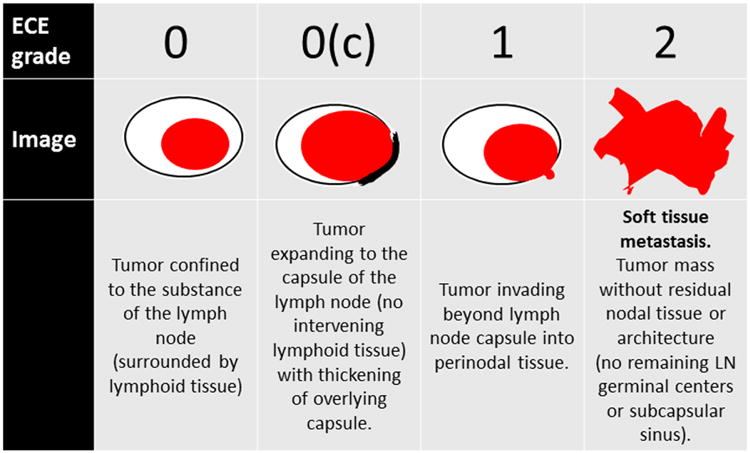 ECE grade
0
0(c)
1
2
Image
Tumor confined
to the substance
of the lymph
node
(surrounded by
lymphoid tissue)
Tumor
expanding to the
capsule of the
lymph node (no
intervening
lymphoid tissue)
with thickening
of overlying
capsule.
Tumor invading
beyond lymph
node capsule into
perinodal tissue.
Soft tissue
metastasis.
Tumor mass
without residual
nodal tissue or
architecture
(no remaining LN
germinal centers
or subcapsular
sinus).